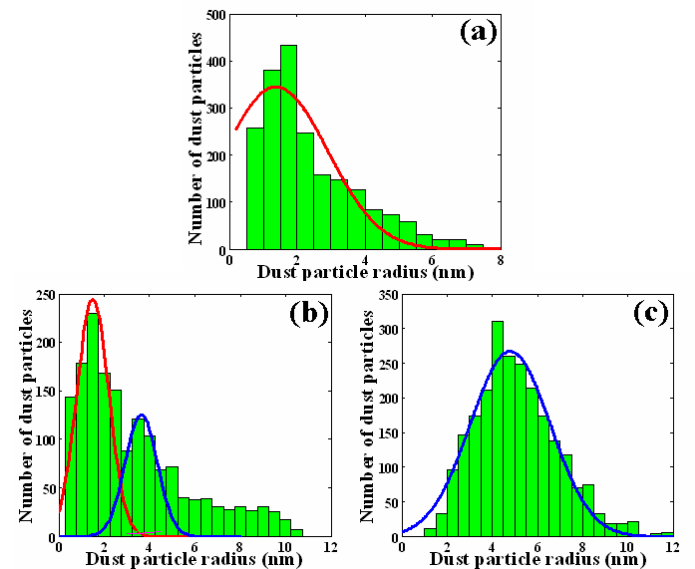 (a)
Number of dust particles
500
400
300
200
100
0
0 2 4 6 8
Dust particle radius (nm)
(b)
Number of dust particles
250
200
150
100
50
0
0 2 4 6 8 10 12
Dust particle radius (nm)
(c)
Number of dust particles
350
300
250
200
150
100
50
0
0 2 4 6 8 10 12
Dust particle radius (nm)